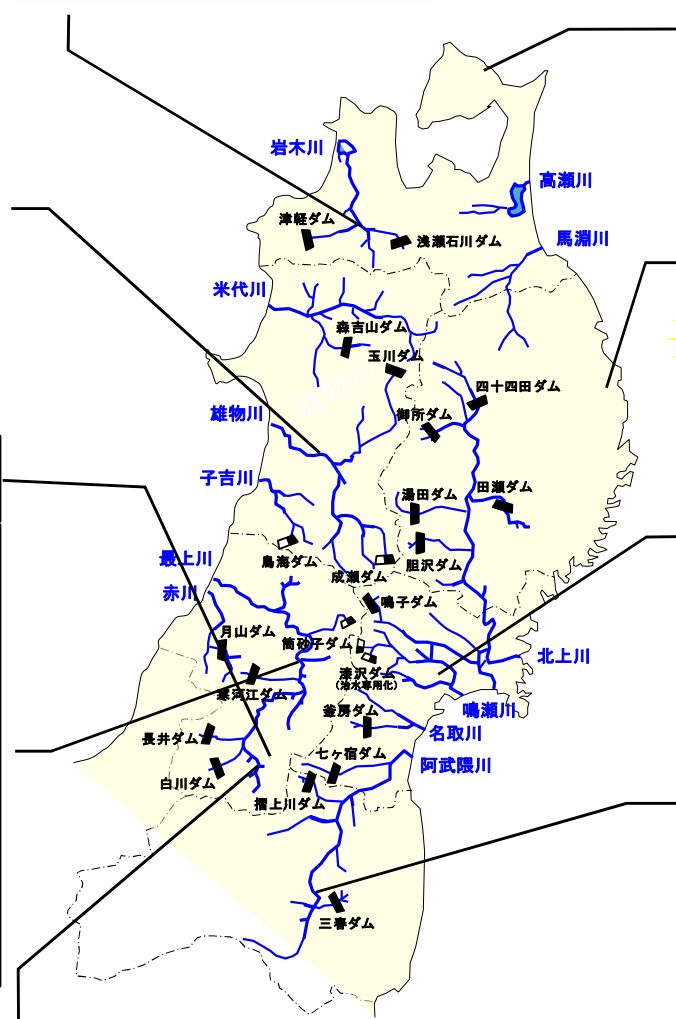 岩木川
高瀬川
津軽ダム
浅瀬石川ダム
馬淵川
米代川
森吉山ダム
玉川ダム
四十四田ダム
雄物川
御所ダム
子吉川
湯田ダム
田瀬ダム
最上川
鳥海ダム
成瀬ダム
胆沢ダム
赤川
鳴子ダム
月山ダム
筒砂子ダム
北上川
漆沢ダム
(治水専用化)
寒河江ダム
釜房ダム
鳴瀬川
名取川
長井ダム
七ヶ宿ダム
阿武隈川
白川ダム
摺上川ダム
三春ダム